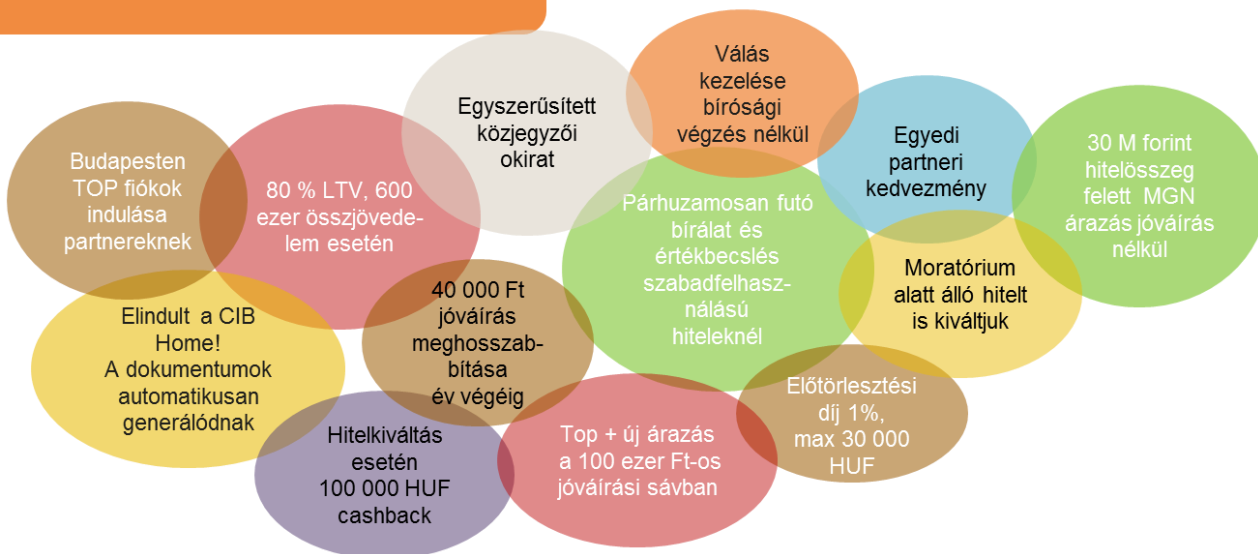 Budapesten
TOP fiókok
indulása
partnereknek
80 % LTV, 600
ezer összjövede-
lem esetén
Egyszerűsített
közjegyzői
okirat
Válás
kezelése
bírósági
végzés nélkül
Egyedi
partneri
kedvezmény
30 M forint
hitelösszeg
felett MGN
árazás jóváírás
nélkül
Elindult a CIB
Home!
A dokumentumok
automatikusan
generálódnak
40 000 Ft
jóváírás
meghosszab-
bítása
év végéig
Párhuzamosan futó
bírálat és
értékbecslés
szabadfelhasz-
nálású
hiteleknél
Moratórium
alatt álló hitelt
is kiváltjuk
Hitelkiváltás
esetén
100 000 HUF
cashback
Top + új árazás
a 100 ezer Ft-os
jóváírási sávban
Előtörlesztési
díj 1%,
max 30 000
HUF